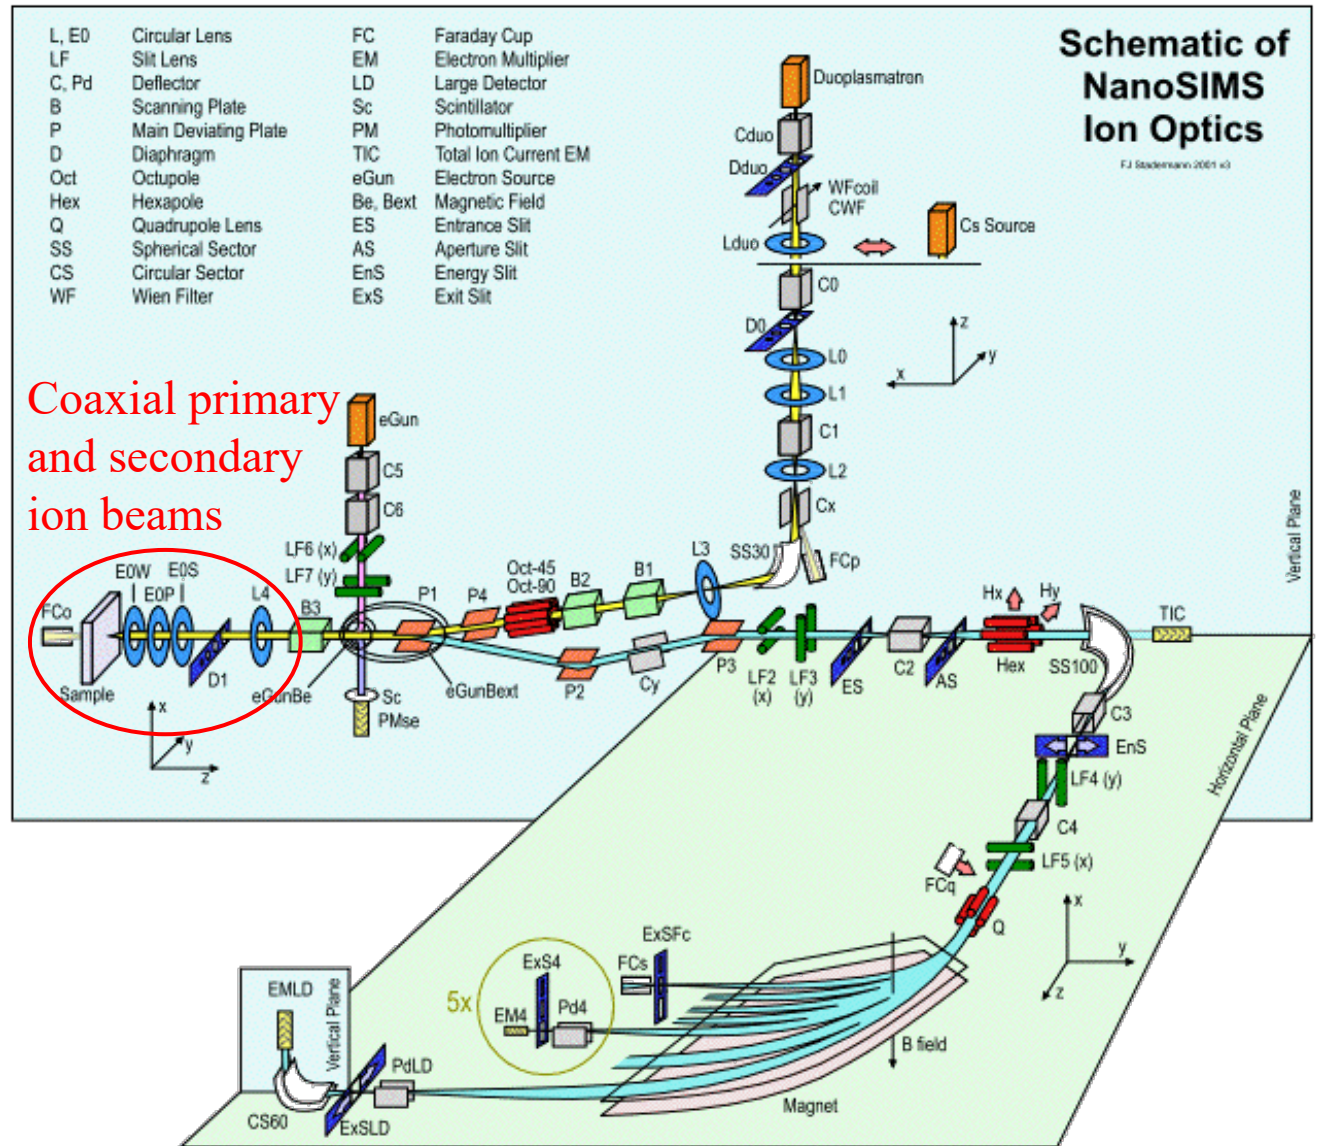 Schematic of
NanoSIMS
Ion Optics
FJ Stadermann 2001 v3
L, E0 Circular Lens
LF Slit Lens
C, Pd Deflector
B Scanning Plate
P Main Deviating Plate
D Diaphragm
Oct Octupole
Hex Hexapole
Q Quadrupole Lens
SS Spherical Sector
CS Circular Sector
WF Wien Filter
FC Faraday Cup
EM Electron Multiplier
LD Large Detector
Sc Scintillator
PM Photomultiplier
TIC Total Ion Current EM
eGun Electron Source
Be, Bext Magnetic Field
ES Entrance Slit
AS Aperture Slit
EnS Energy Slit
ExS Exit Slit
Duoplasmatron
Cduo
Dduo
WFcoil
CWF
Lduo
Cs Source
C0
D0
L0
L1
C1
L2
Cx
SS30
FCp
z
y
x
Coaxial primary
and secondary
ion beams
eGun
C5
C6
LF6 (x)
LF7 (y)
E0W
E0P
E0S
L4
B3
P1
P4
Oct-45
Oct-90
B2
B1
L3
FCo
Sample
D1
eGunBe
Sc
PMse
eGunBext
P2
Cy
P3
LF2
(x)
LF3
(y)
ES
C2
AS
Hx
Hy
Hex
SS100
TIC
Vertical Plane
x
y
z
C3
EnS
LF4 (y)
C4
LF5 (x)
FCq
Q
Horizontal Plane
x
y
z
ExSFc
FCs
ExS4
5x
EM4
Pd4
B field
Magnet
EMLD
Vertical Plane
PdLD
CS60
ExSLD